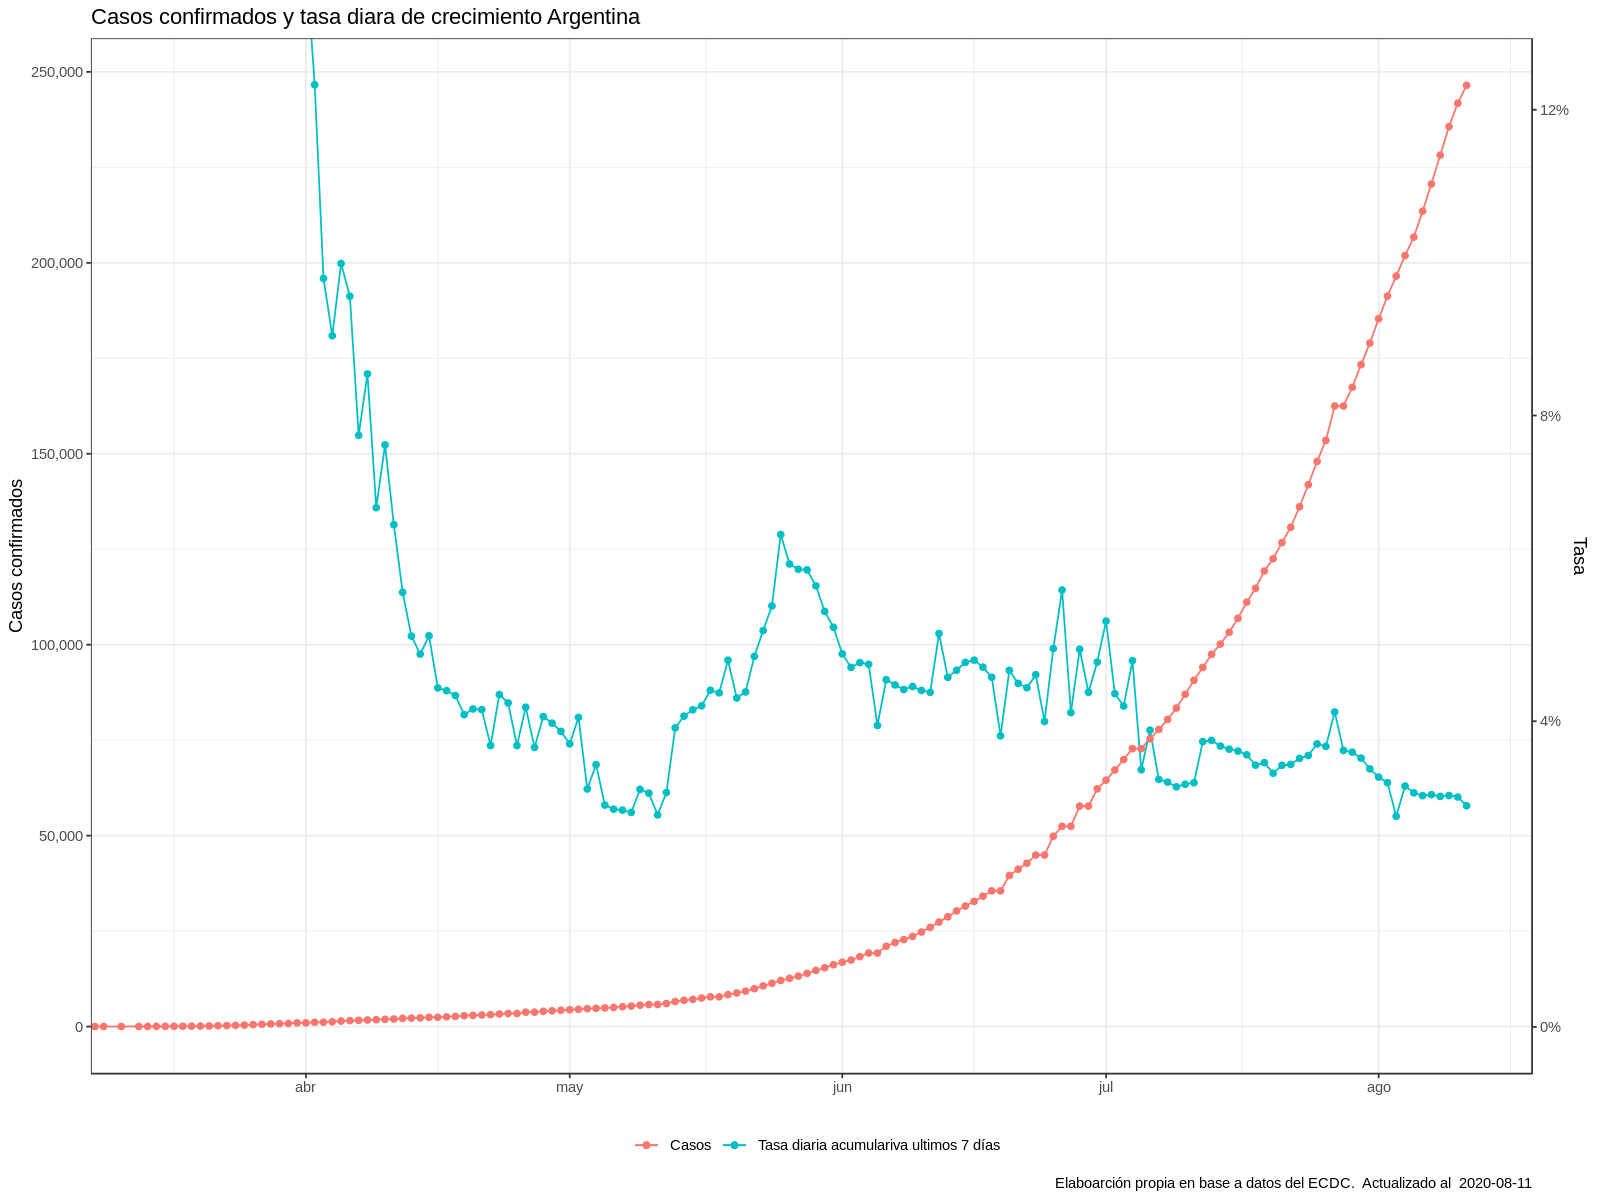 Casos confirmados y tasa diara de crecimiento Argentina
250,000
200,000
150,000
100,000
50,000
0
Casos confirmados
12%
8%
4%
0%
Tasa
abr may jun jul ago
Casos Tasa diaria acumulariva ultimos 7 días
Elaboarción propia en base a datos del ECDC.  Actualizado al  2020-08-11